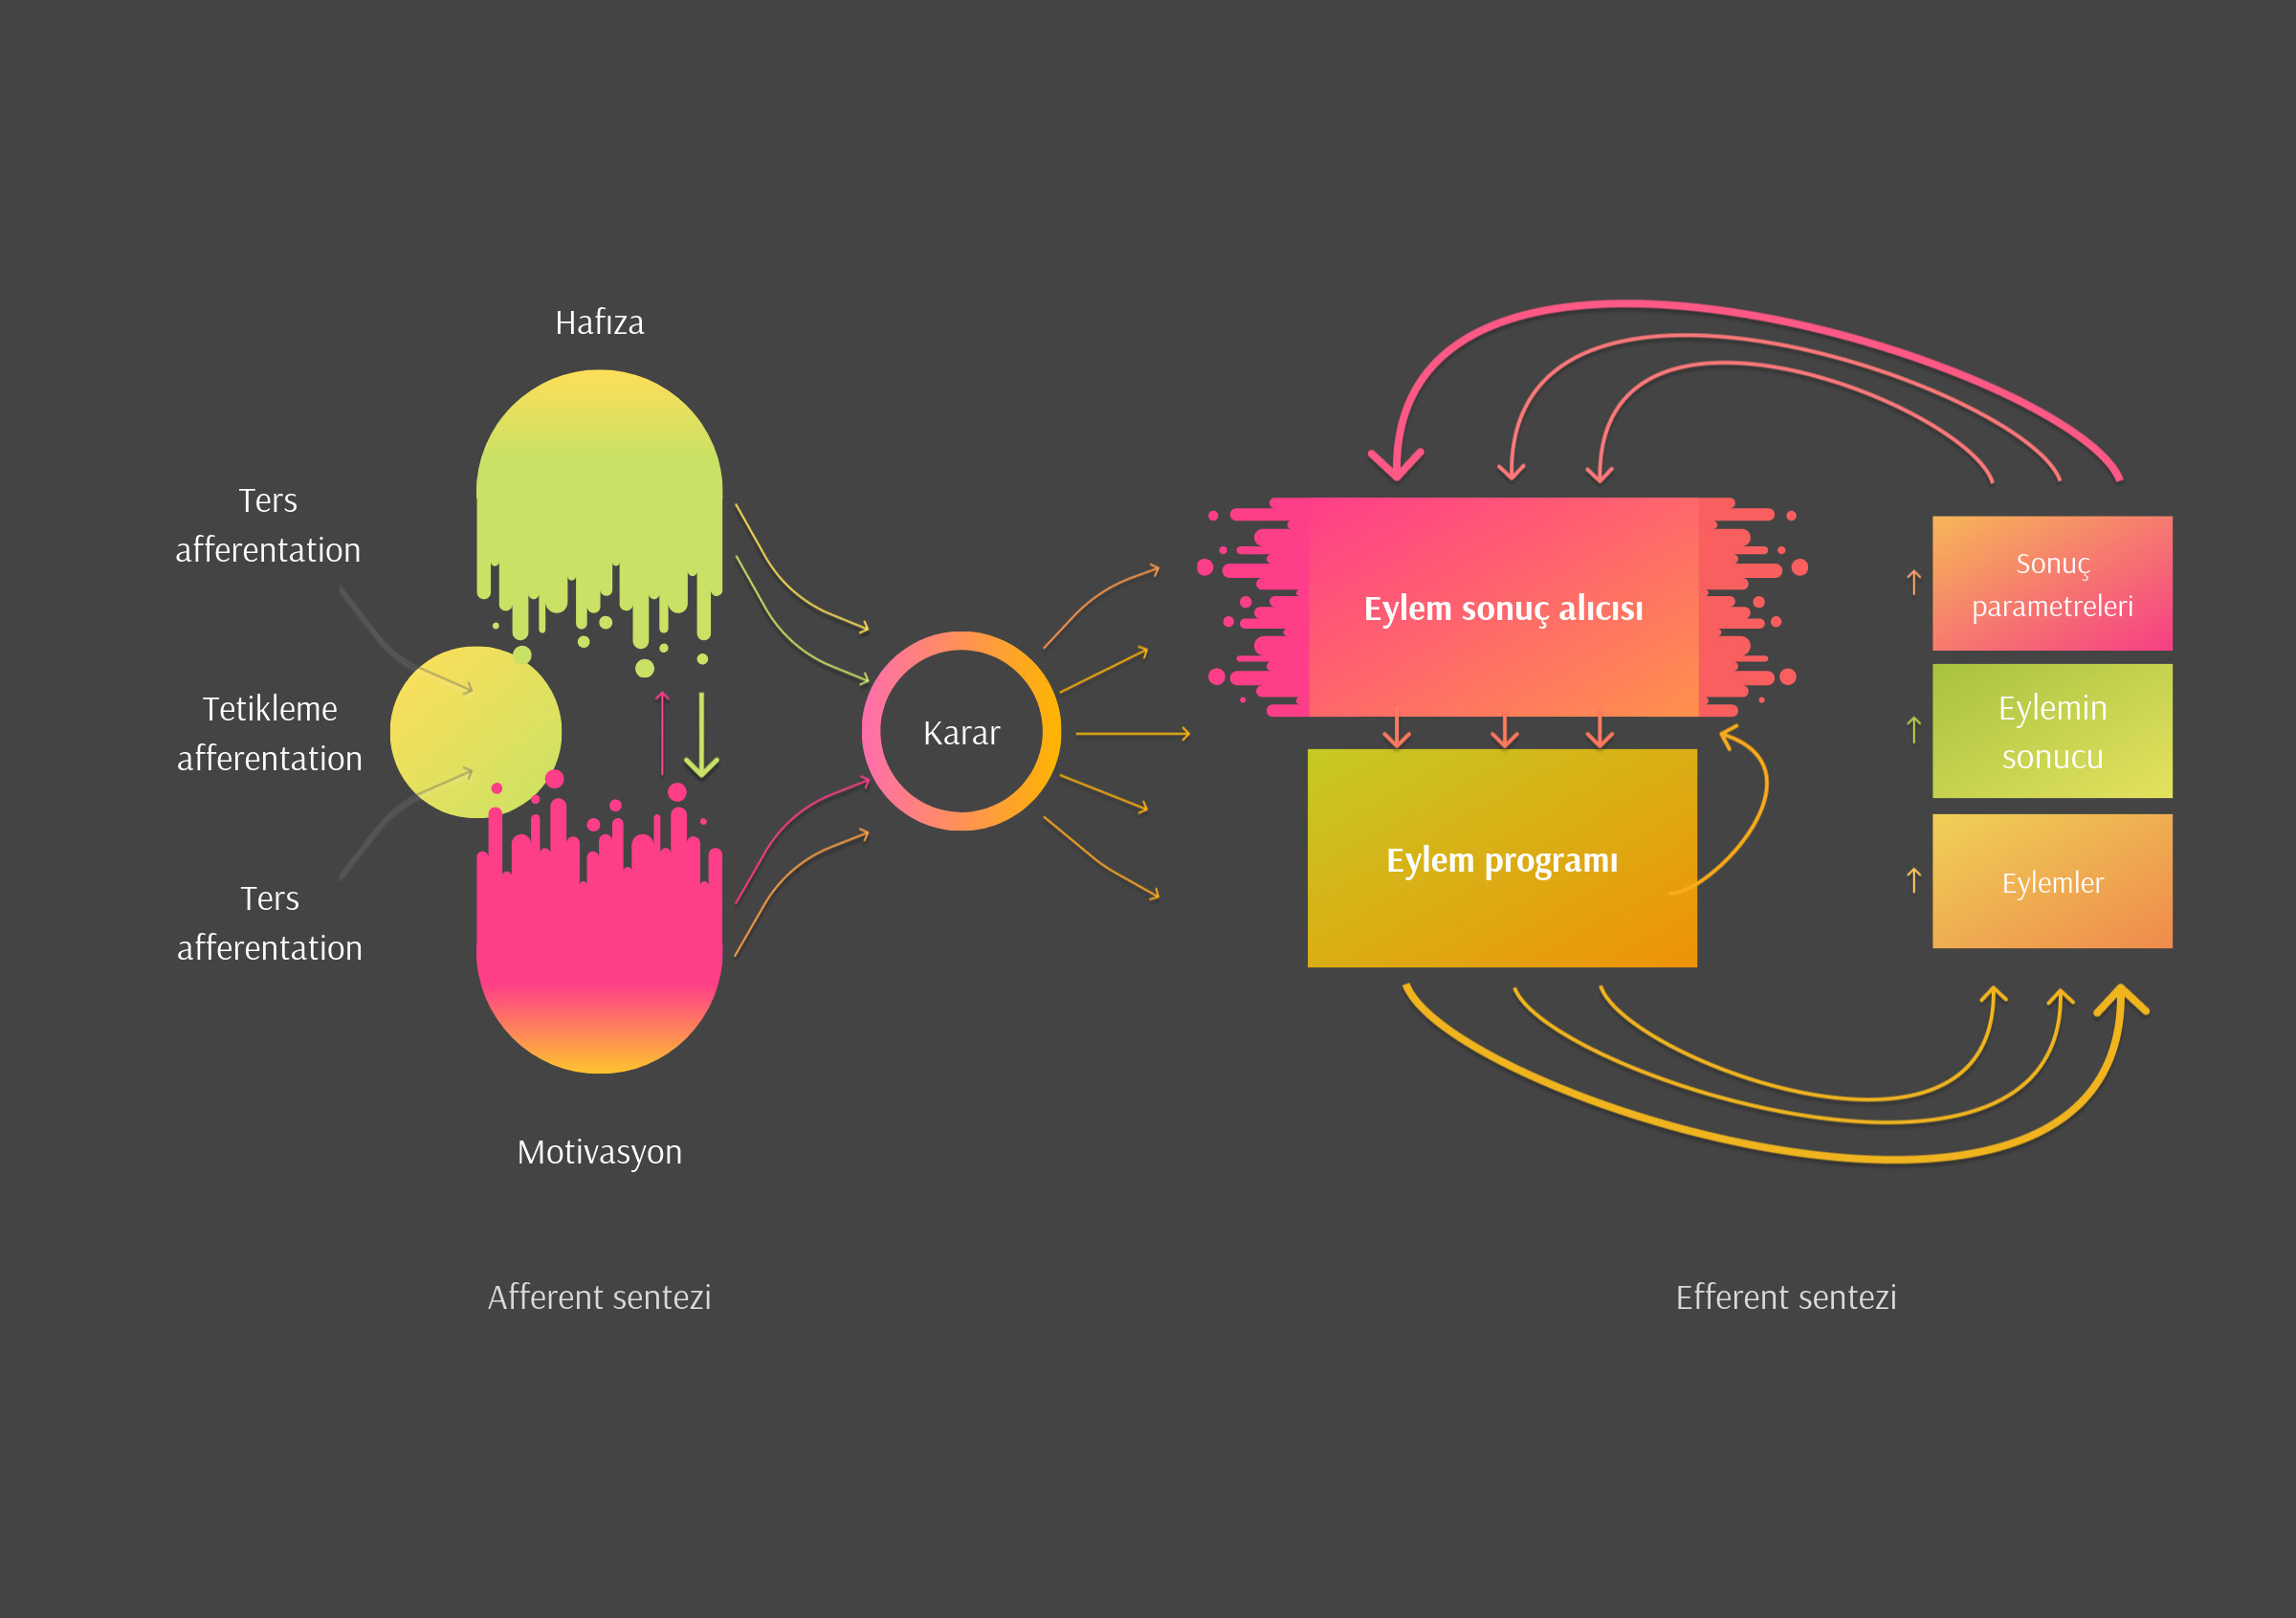 Hafıza
Ters
afferentation
Tetikleme
afferentation
Ters
afferentation
Motivasyon
Afferent sentezi
Karar
Eylem sonuç alıcısı
Eylem programı
Sonuç
parametreleri
Eylemin
sonucu
Eylemler
Efferent sentezi